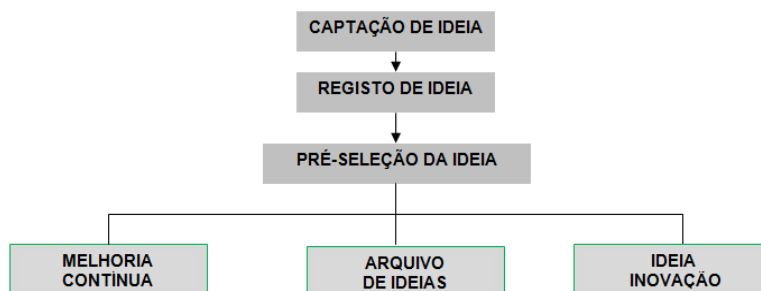 CAPTAÇÃO DE IDEIA
REGISTO DE IDEIA
PRÉ-SELEÇÃO DA IDEIA
MELHORIA
CONTÍNUA
ARQUIVO
DE IDEIAS
IDEIA
INOVAÇÃO